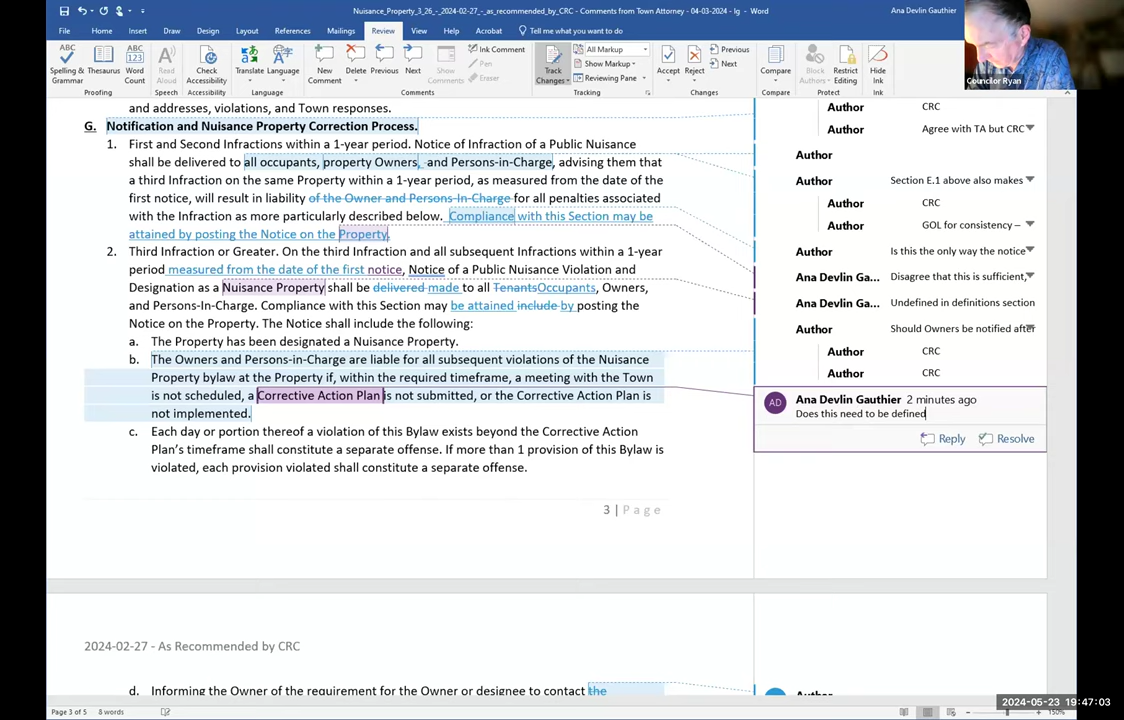 Nuisance_Property_3_26_-_2024-02-27_-_as_recommended_by_CRC - Comments from Town Attorney - 04-03-2024 - lg - Word
Ana Devlin Gauthier
File Home Insert Draw Design Layout References Mailings Review View Help Acrobat Tell me what you want to do
Spelling & Grammar
Thesaurus
Word Count
Read Aloud
Check Accessibility
Translate
Language
New Comment
Delete
Previous
Next
Show Comments
Ink Comment
Pen
Eraser
Track Changes
All Markup
Show Markup
Reviewing Pane
Accept
Reject
Previous
Next
Compare
Block Authors
Restrict Editing
Hide Ink
Proofing
Speech
Accessibility
Language
Comments
Tracking
Changes
Compare
Protect
Ink
Councilor Ryan
and addresses, violations, and Town responses.
G. Notification and Nuisance Property Correction Process.
1. First and Second Infractions within a 1-year period. Notice of Infraction of a Public Nuisance
shall be delivered to all occupants, property Owners, and Persons-in-Charge, advising them that
a third Infraction on the same Property within a 1-year period, as measured from the date of the
first notice, will result in liability of the Owner and Persons-In-Charge for all penalties associated
with the Infraction as more particularly described below. Compliance with this Section may be
attained by posting the Notice on the Property.
2. Third Infraction or Greater. On the third Infraction and all subsequent Infractions within a 1-year
period measured from the date of the first notice, Notice of a Public Nuisance Violation and
Designation as a Nuisance Property shall be delivered made to all TenantsOccupants, Owners,
and Persons-In-Charge. Compliance with this Section may be attained include by posting the
Notice on the Property. The Notice shall include the following:
a. The Property has been designated a Nuisance Property.
b. The Owners and Persons-in-Charge are liable for all subsequent violations of the Nuisance
Property bylaw at the Property if, within the required timeframe, a meeting with the Town
is not scheduled, a Corrective Action Plan is not submitted, or the Corrective Action Plan is
not implemented.
c. Each day or portion thereof a violation of this Bylaw exists beyond the Corrective Action
Plan's timeframe shall constitute a separate offense. If more than 1 provision of this Bylaw is
violated, each provision violated shall constitute a separate offense.
3 | Page
2024-02-27 - As Recommended by CRC
d. Informing the Owner of the requirement for the Owner or designee to contact the
Author CRC
Author Agree with TA but CRC
Author
Author Section E.1 above also makes
Author CRC
Author GOL for consistency –
Author Is this the only way the notice
Ana Devlin Ga... Disagree that this is sufficient,
Ana Devlin Ga... Undefined in definitions section
Author Should Owners be notified after
Author CRC
Author CRC
AD Ana Devlin Gauthier 2 minutes ago
Does this need to be defined
Reply Resolve
Author
2024-05-23 19:47:03
Page 3 of 5 8 words
150%